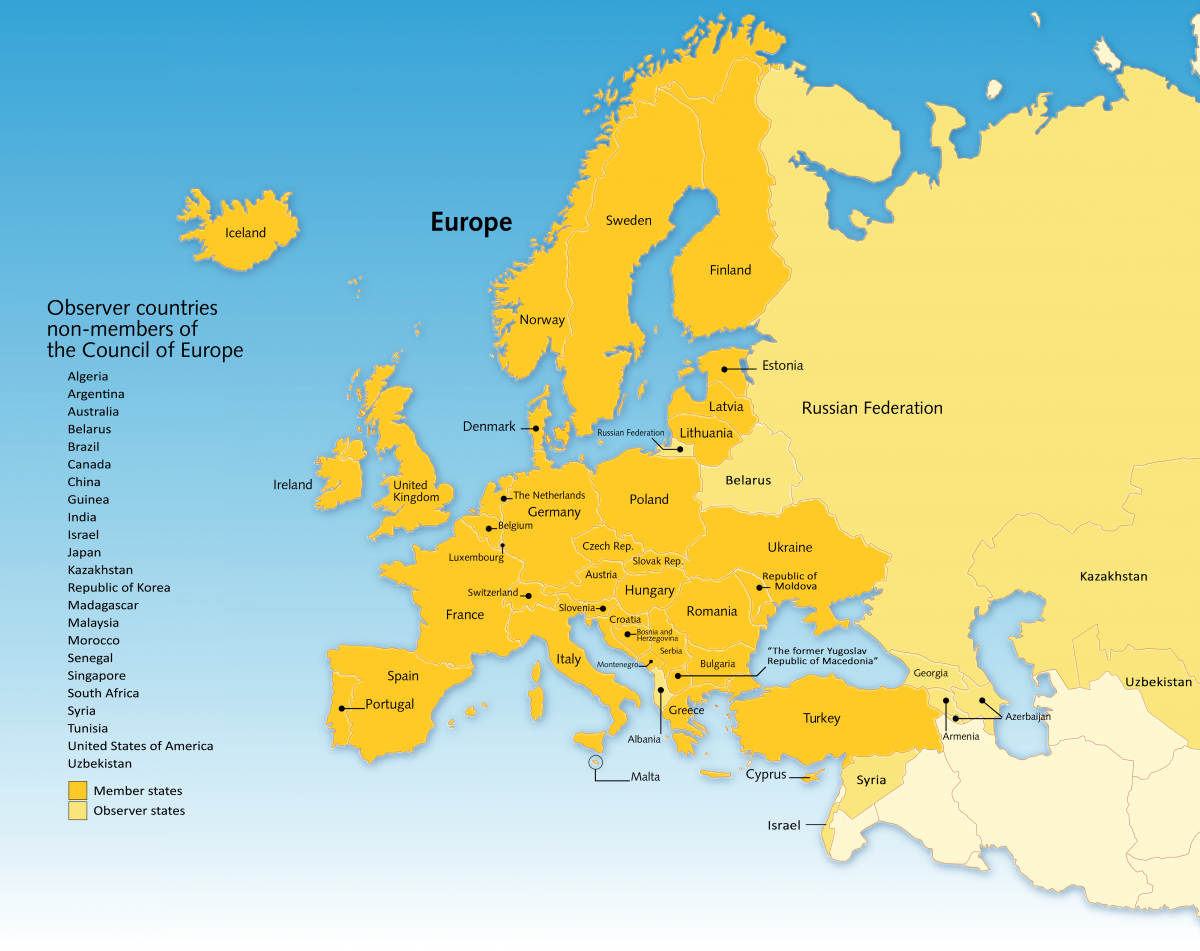 Europe
Iceland
Sweden
Finland
Norway
Observer countries
non-members of
the Council of Europe
Algeria
Argentina
Australia
Belarus
Brazil
Canada
China
Guinea
India
Israel
Japan
Kazakhstan
Republic of Korea
Madagascar
Malaysia
Morocco
Senegal
Singapore
South Africa
Syria
Tunisia
United States of America
Uzbekistan
Member states
Observer states
Estonia
Latvia
Russian Federation
Denmark
Russian Federation
Lithuania
Ireland
United
Kingdom
The Netherlands
Germany
Poland
Belarus
Belgium
Luxembourg
Czech Rep.
Slovak Rep.
Ukraine
Kazakhstan
Austria
Switzerland
Hungary
Republic of
Moldova
France
Slovenia
Croatia
Romania
Bosnia and
Herzegovina
Serbia
Italy
Montenegro
Bulgaria
"The former Yugoslav
Republic of Macedonia"
Georgia
Uzbekistan
Spain
Portugal
Greece
Turkey
Azerbaijan
Albania
Armenia
Malta
Cyprus
Syria
Israel